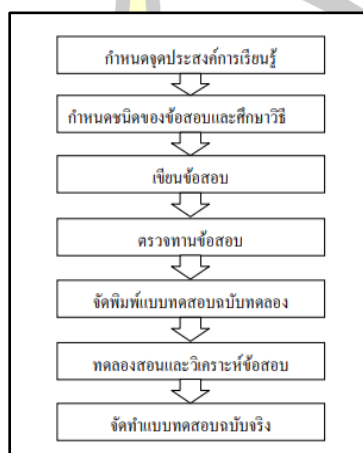 กำหนดจุดประสงค์การเรียนรู้
กำหนดชนิดของข้อสอบและศึกษาวิธี
เขียนข้อสอบ
ตรวจทานข้อสอบ
จัดพิมพ์แบบทดสอบฉบับทดลอง
ทดลองสอนและวิเคราะห์ข้อสอบ
จัดทำแบบทดสอบฉบับจริง